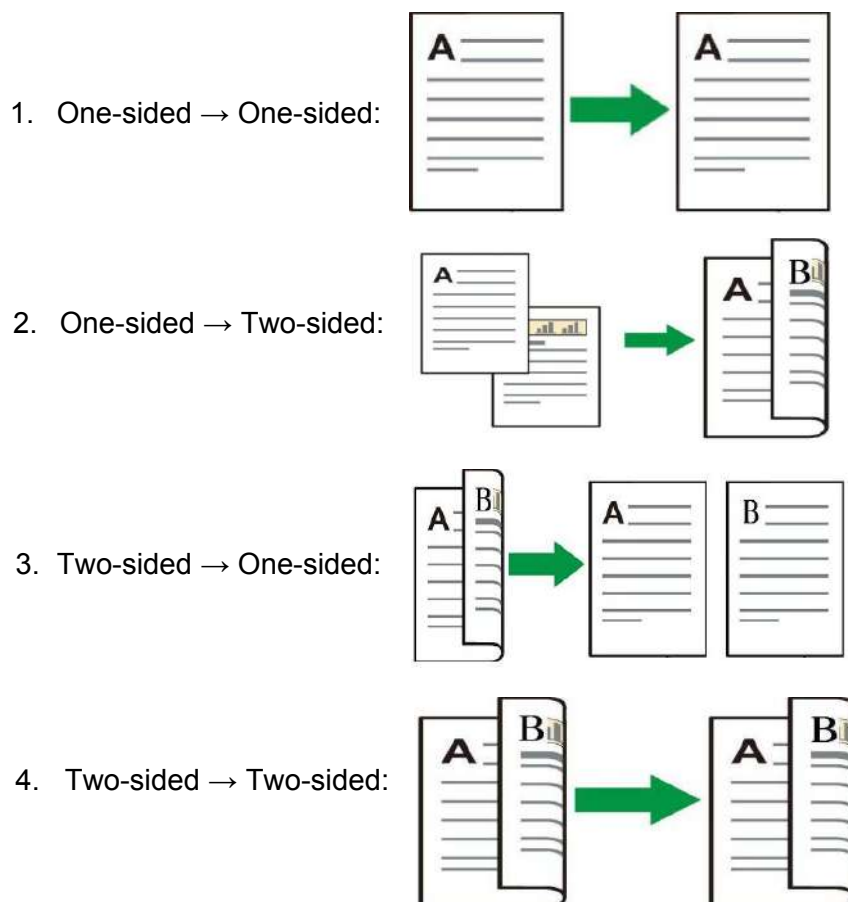 1. One-sided → One-sided:
A
A
2. One-sided → Two-sided:
A
A
B
3. Two-sided → One-sided:
A
B
A
B
4. Two-sided → Two-sided:
A
B
A
B